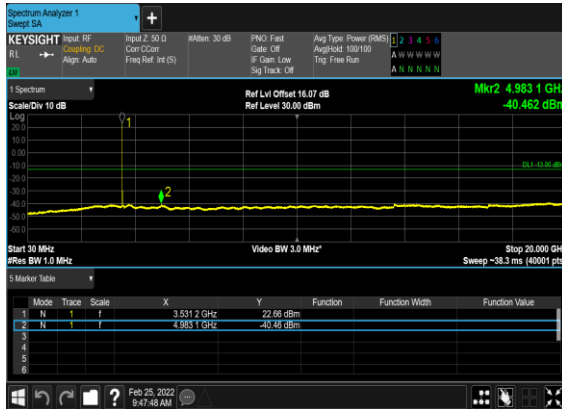 Spectrum Analyzer 1
Swept SA
KEYSIGHT Input: RF Input Z: 50 Ω #Atten: 30 dB PNO: Fast Avg Type: Power (RMS) 1 2 3 4 5 6
RL Coupling: DC Corr CCorr Gate: Off Avg|Hold: 100/100 A W W W W W
Align: Auto Freq Ref: Int (S) IF Gain: Low Trig: Free Run
Sig Track: Off A N N N N N
1 Spectrum Ref Lvl Offset 16.07 dB Mkr2 4.983 1 GHz
Scale/Div 10 dB Ref Level 30.00 dBm -40.462 dBm
Log
20.0
10.0
0.00
-10.0
-20.0
-30.0
-40.0
-50.0
-60.0
1
DL1 -13.00 dBm
2
Start 30 MHz Video BW 3.0 MHz* Stop 20.000 GHz
#Res BW 1.0 MHz Sweep ~38.3 ms (40001 pts)
5 Marker Table
Mode Trace Scale X Y Function Function Width Function Value
1 N 1 f 3.531 2 GHz 22.66 dBm
2 N 1 f 4.983 1 GHz -40.46 dBm
3
4
5
6
Feb 25, 2022
9:47:48 AM